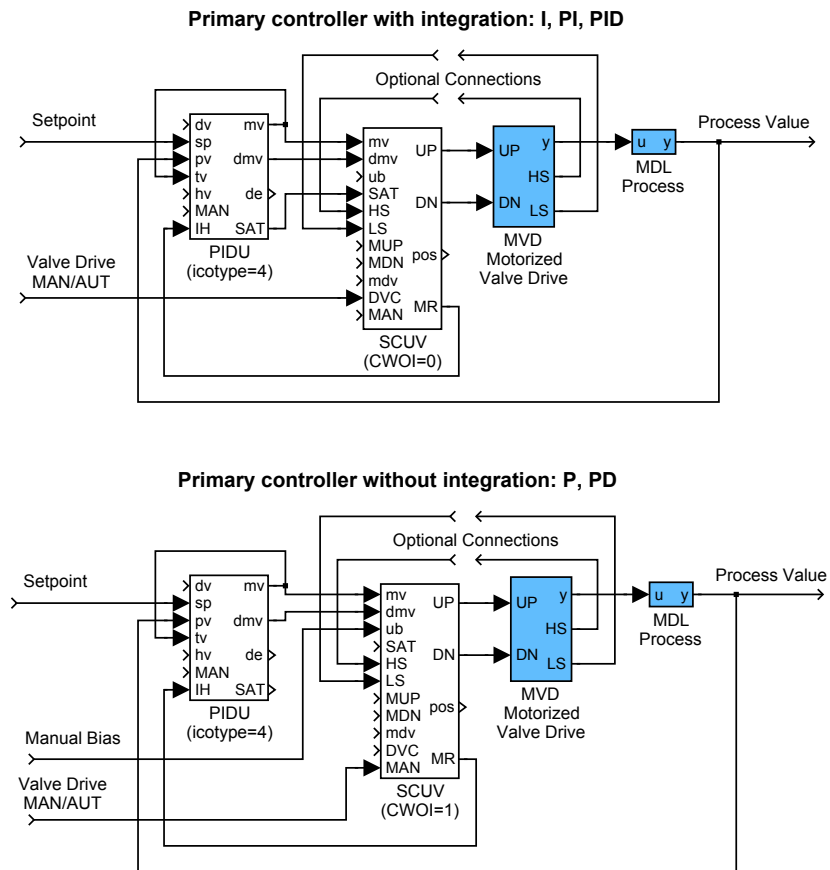 Primary controller with integration: I, PI, PID
Optional Connections
Setpoint
Process Value
dv mv
sp
pv dmv
tv
hv de
MAN
IH SAT
PIDU
(icotype=4)
Valve Drive
MAN/AUT
mv
dmv UP
ub
SAT
HS DN
LS
MUP
MDN pos
mdv
DVC MR
MAN
SCUV
(CWOI=0)
UP y
HS
DN LS
MVD
Motorized
Valve Drive
u y
MDL
Process
Primary controller without integration: P, PD
Optional Connections
Setpoint
Process Value
dv mv
sp
pv dmv
tv
hv de
MAN
IH SAT
PIDU
(icotype=4)
Manual Bias
Valve Drive
MAN/AUT
mv
dmv UP
ub
SAT
HS DN
LS
MUP
MDN pos
mdv
DVC MR
MAN
SCUV
(CWOI=1)
UP y
HS
DN LS
MVD
Motorized
Valve Drive
u y
MDL
Process